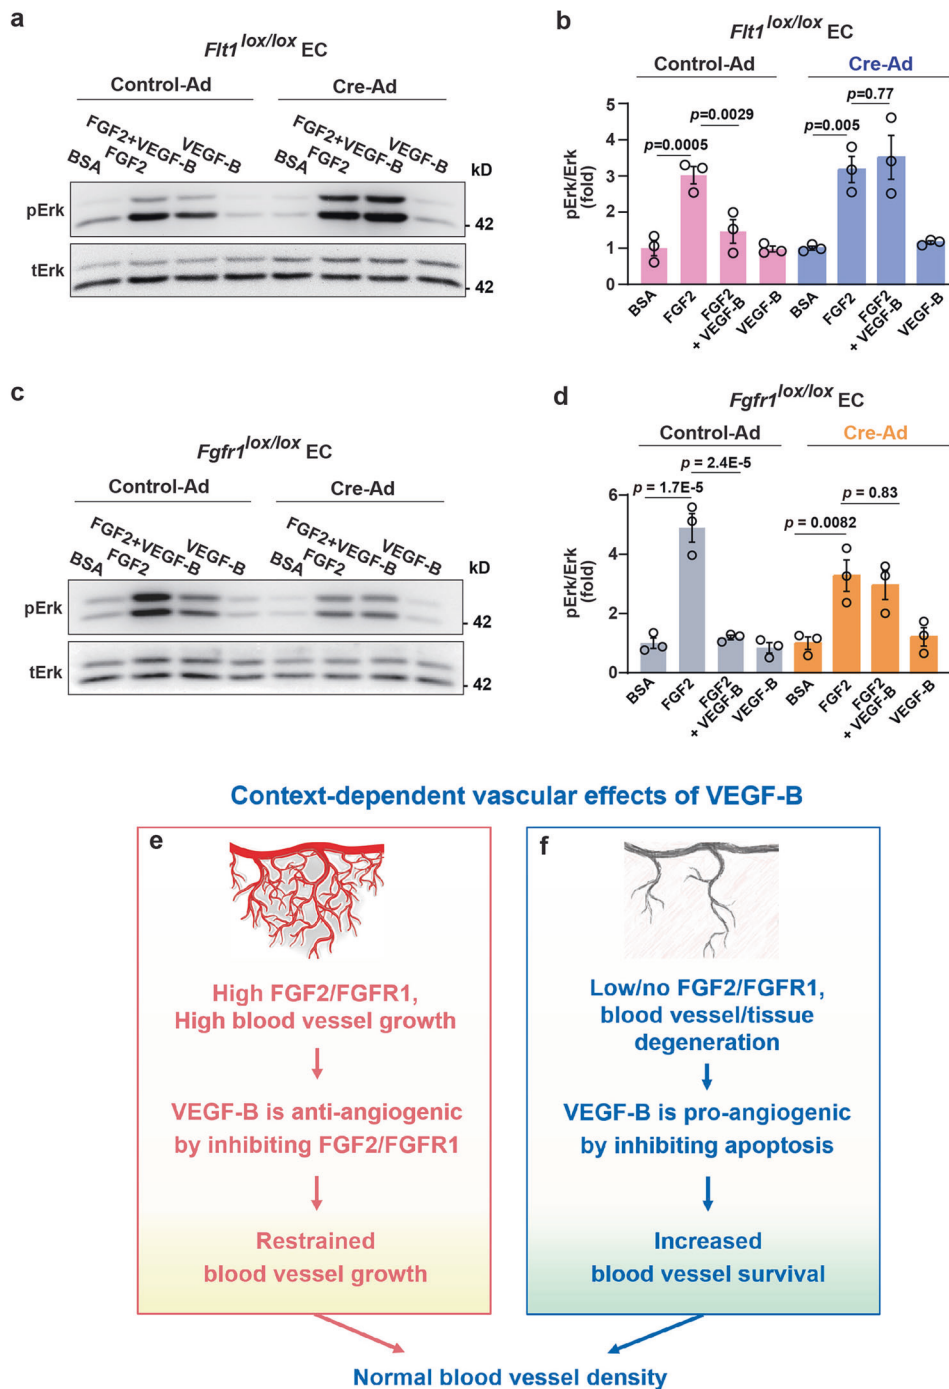 a
Flt1 lox/lox EC
Control-Ad
Cre-Ad
BSA
FGF2
FGF2+VEGF-B
VEGF-B
BSA
FGF2
FGF2+VEGF-B
VEGF-B
kD
pErk
42
tErk
42
b
Flt1 lox/lox EC
Control-Ad
Cre-Ad
p=0.77
p=0.0029
p=0.005
p=0.0005
pErk/Erk
(fold)
5
4
3
2
1
0
BSA
FGF2
FGF2
+ VEGF-B
VEGF-B
BSA
FGF2
FGF2
+ VEGF-B
VEGF-B
c
Fgfr1 lox/lox EC
Control-Ad
Cre-Ad
BSA
FGF2
FGF2+VEGF-B
VEGF-B
BSA
FGF2
FGF2+VEGF-B
VEGF-B
kD
pErk
42
tErk
42
d
Fgfr1 lox/lox EC
Control-Ad
Cre-Ad
p = 2.4E-5
p = 1.7E-5
p = 0.83
p = 0.0082
pErk/Erk
(fold)
6
4
2
0
BSA
FGF2
FGF2
+ VEGF-B
VEGF-B
BSA
FGF2
FGF2
+ VEGF-B
VEGF-B
Context-dependent vascular effects of VEGF-B
e
High FGF2/FGFR1,
High blood vessel growth
VEGF-B is anti-angiogenic
by inhibiting FGF2/FGFR1
Restrained
blood vessel growth
f
Low/no FGF2/FGFR1,
blood vessel/tissue
degeneration
VEGF-B is pro-angiogenic
by inhibiting apoptosis
Increased
blood vessel survival
Normal blood vessel density